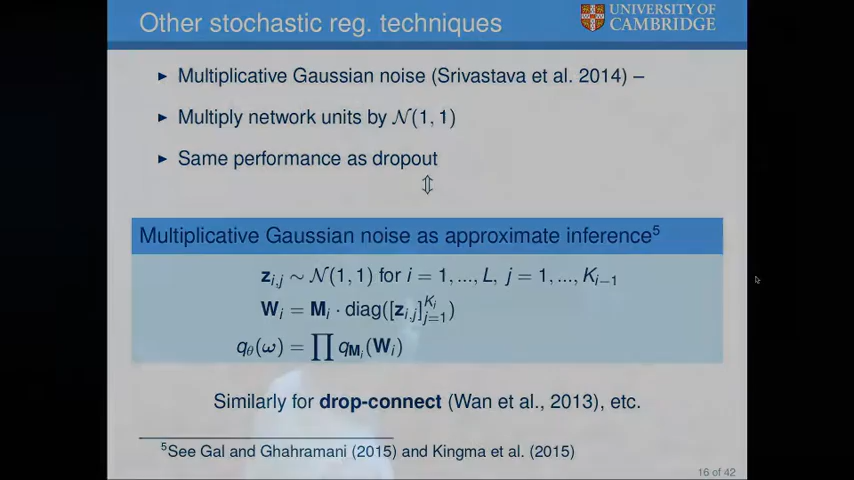 Other stochastic reg. techniques
UNIVERSITY OF
CAMBRIDGE
► Multiplicative Gaussian noise (Srivastava et al. 2014) –
► Multiply network units by 𝒩(1, 1)
► Same performance as dropout
⇕
Multiplicative Gaussian noise as approximate inference⁵
z_{i,j} ∼ 𝒩(1, 1) for i = 1, ..., L, j = 1, ..., K_{i−1}
W_i = M_i · diag([z_{i,j}]_{j=1}^{K_i})
q_θ(ω) = ∏ q_{M_i}(W_i)
Similarly for drop-connect (Wan et al., 2013), etc.
⁵See Gal and Ghahramani (2015) and Kingma et al. (2015)
16 of 42